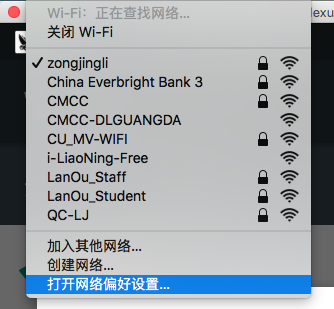 Wi-Fi：正在查找网络...
关闭 Wi-Fi
zongjingli
China Everbright Bank 3
CMCC
CMCC-DLGUANGDA
CU_MV-WIFI
i-LiaoNing-Free
LanOu_Staff
LanOu_Student
QC-LJ
加入其他网络...
创建网络...
打开网络偏好设置...